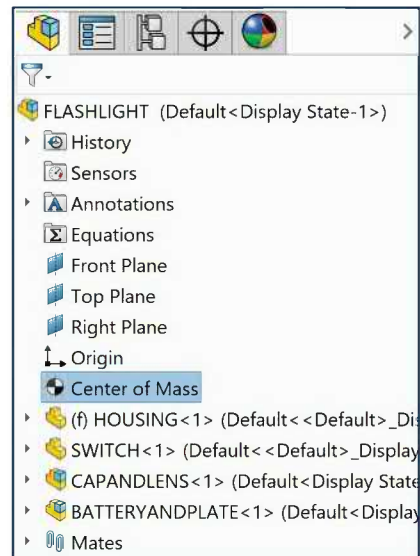 FLASHLIGHT (Default<Display State-1>)
History
Sensors
Annotations
Equations
Front Plane
Top Plane
Right Plane
Origin
Center of Mass
(f) HOUSING<1> (Default<<Default>_Dis
SWITCH<1> (Default<<Default>_Display
CAPANDLENS<1> (Default<Display State
BATTERYANDPLATE<1> (Default<Display
Mates